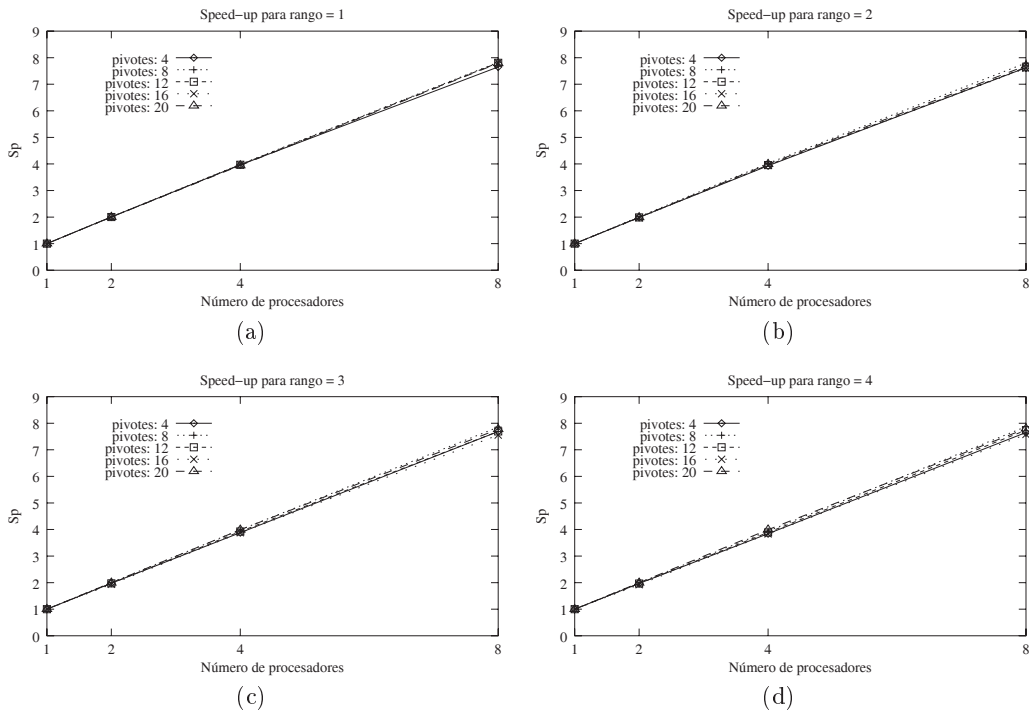 Speed−up para rango = 1
9
8
7
6
5
4
3
2
1
0
Sp
pivotes: 4
pivotes: 8
pivotes: 12
pivotes: 16
pivotes: 20
1 2 4 8
Número de procesadores
(a)
Speed−up para rango = 2
9
8
7
6
5
4
3
2
1
0
Sp
pivotes: 4
pivotes: 8
pivotes: 12
pivotes: 16
pivotes: 20
1 2 4 8
Número de procesadores
(b)
Speed−up para rango = 3
9
8
7
6
5
4
3
2
1
0
Sp
pivotes: 4
pivotes: 8
pivotes: 12
pivotes: 16
pivotes: 20
1 2 4 8
Número de procesadores
(c)
Speed−up para rango = 4
9
8
7
6
5
4
3
2
1
0
Sp
pivotes: 4
pivotes: 8
pivotes: 12
pivotes: 16
pivotes: 20
1 2 4 8
Número de procesadores
(d)